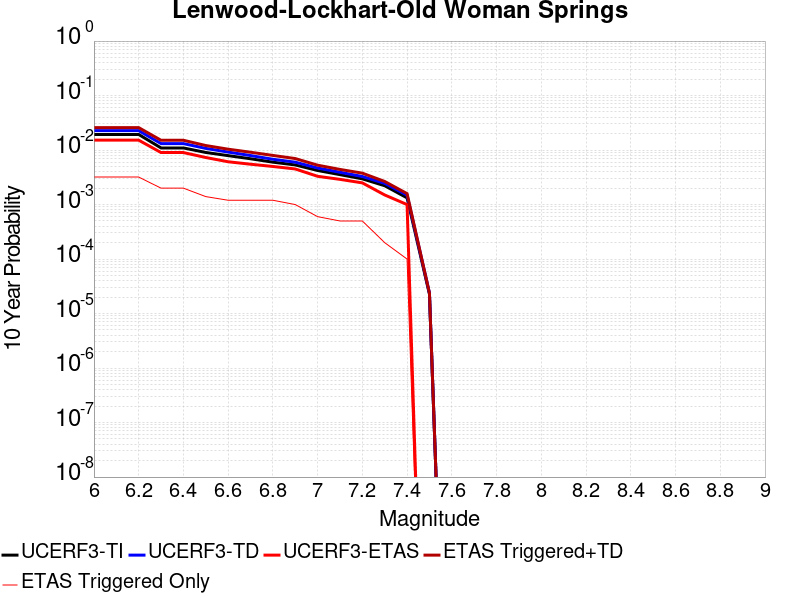 Lenwood-Lockhart-Old Woman Springs
10 0
10 -1
10 -2
10 -3
10 -4
10 -5
10 -6
10 -7
10 -8
10 Year Probability
6 6.2 6.4 6.6 6.8 7 7.2 7.4 7.6 7.8 8 8.2 8.4 8.6 8.8 9
Magnitude
UCERF3-TI UCERF3-TD UCERF3-ETAS ETAS Triggered+TD
ETAS Triggered Only